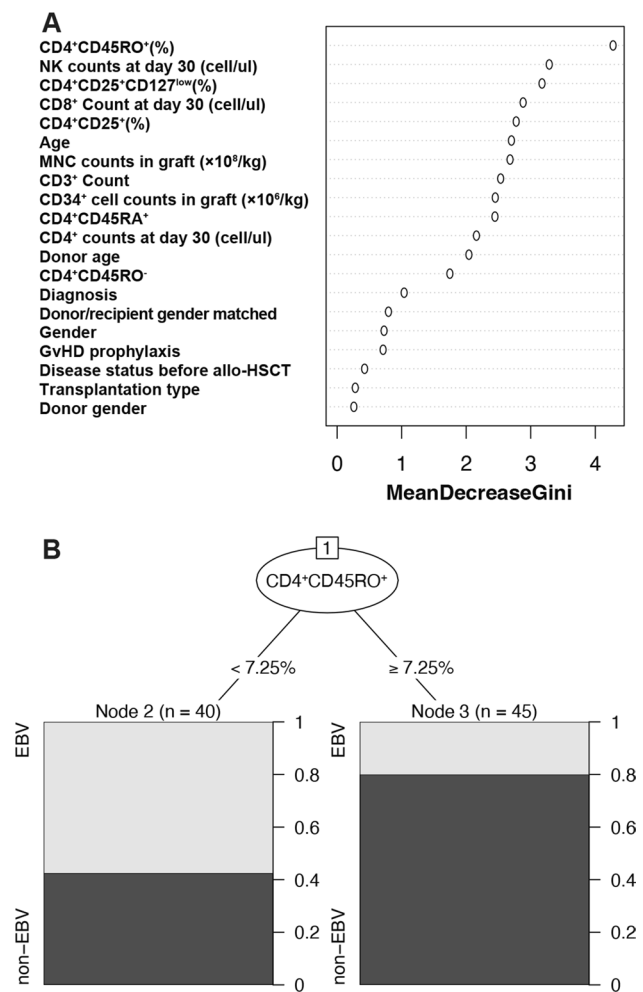 A
CD4⁺CD45RO⁺(%)
NK counts at day 30 (cell/ul)
CD4⁺CD25⁺CD127ˡᵒʷ(%)
CD8⁺ Count at day 30 (cell/ul)
CD4⁺CD25⁺(%)
Age
MNC counts in graft (×10⁸/kg)
CD3⁺ Count
CD34⁺ cell counts in graft (×10⁶/kg)
CD4⁺CD45RA⁺
CD4⁺ counts at day 30 (cell/ul)
Donor age
CD4⁺CD45RO⁻
Diagnosis
Donor/recipient gender matched
Gender
GvHD prophylaxis
Disease status before allo-HSCT
Transplantation type
Donor gender
0 1 2 3 4
MeanDecreaseGini
B
1
CD4⁺CD45RO⁺
< 7.25% ≥ 7.25%
Node 2 (n = 40)
EBV
non−EBV
1
0.8
0.6
0.4
0.2
0
Node 3 (n = 45)
EBV
non−EBV
1
0.8
0.6
0.4
0.2
0